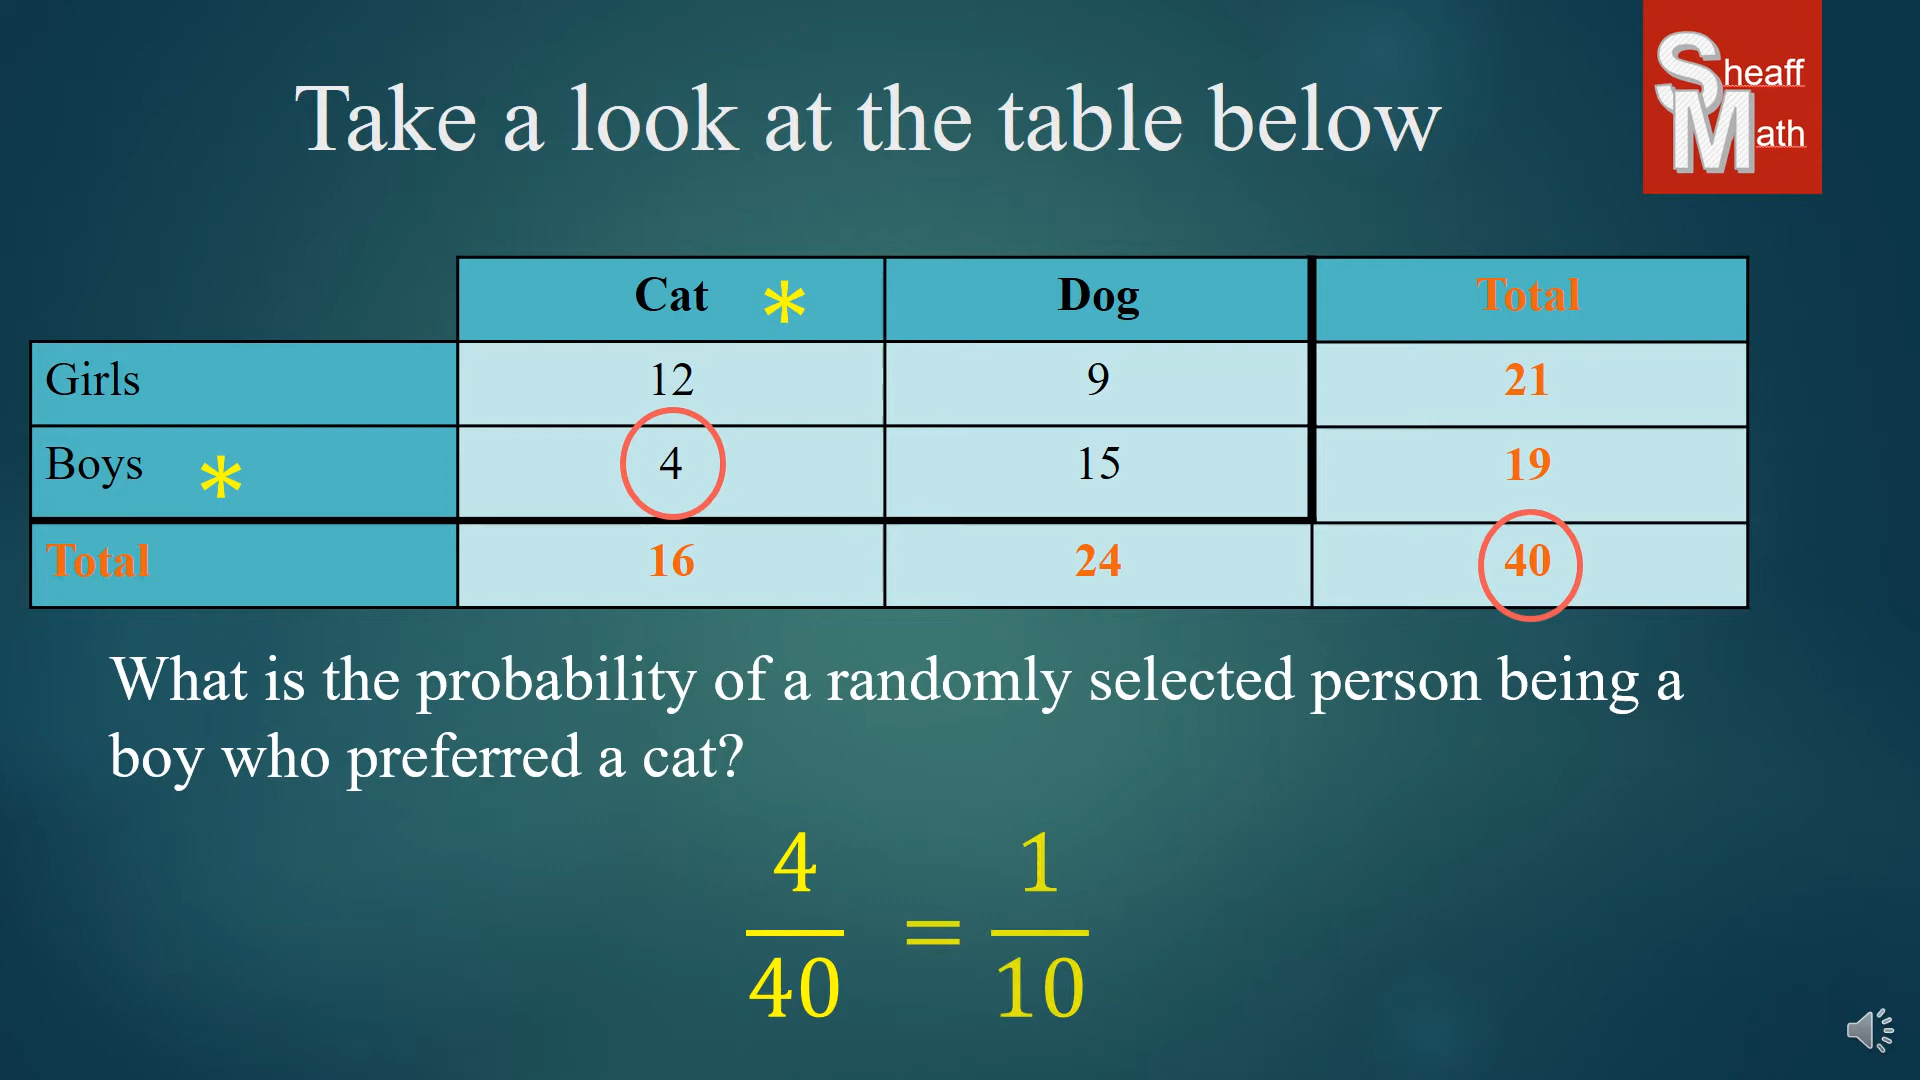 Take a look at the table below
Sheaff
Math
Cat * Dog Total
Girls 12 9 21
Boys * 4 15 19
Total 16 24 40
What is the probability of a randomly selected person being a
boy who preferred a cat?
4/40 = 1/10